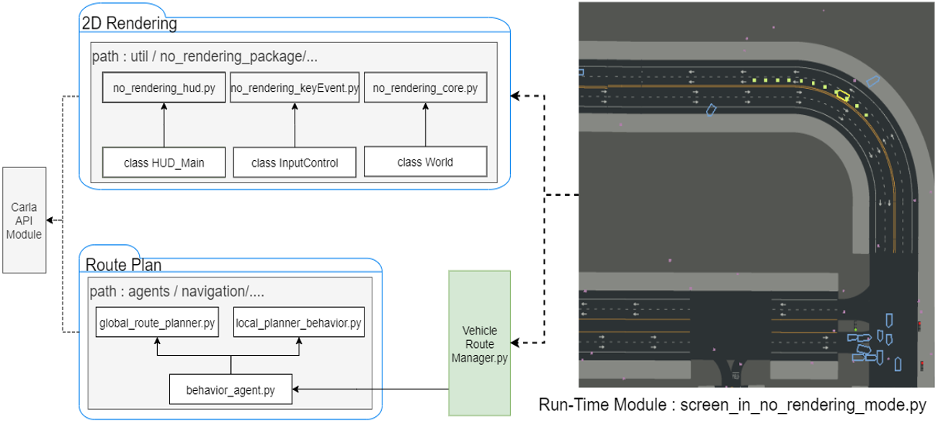 2D Rendering
path : util / no_rendering_package/...
no_rendering_hud.py
no_rendering_keyEvent.py
no_rendering_core.py
class HUD_Main
class InputControl
class World
Carla
API
Module
Route Plan
path : agents / navigation/....
global_route_planner.py
local_planner_behavior.py
behavior_agent.py
Vehicle
Route
Manager.py
Run-Time Module : screen_in_no_rendering_mode.py